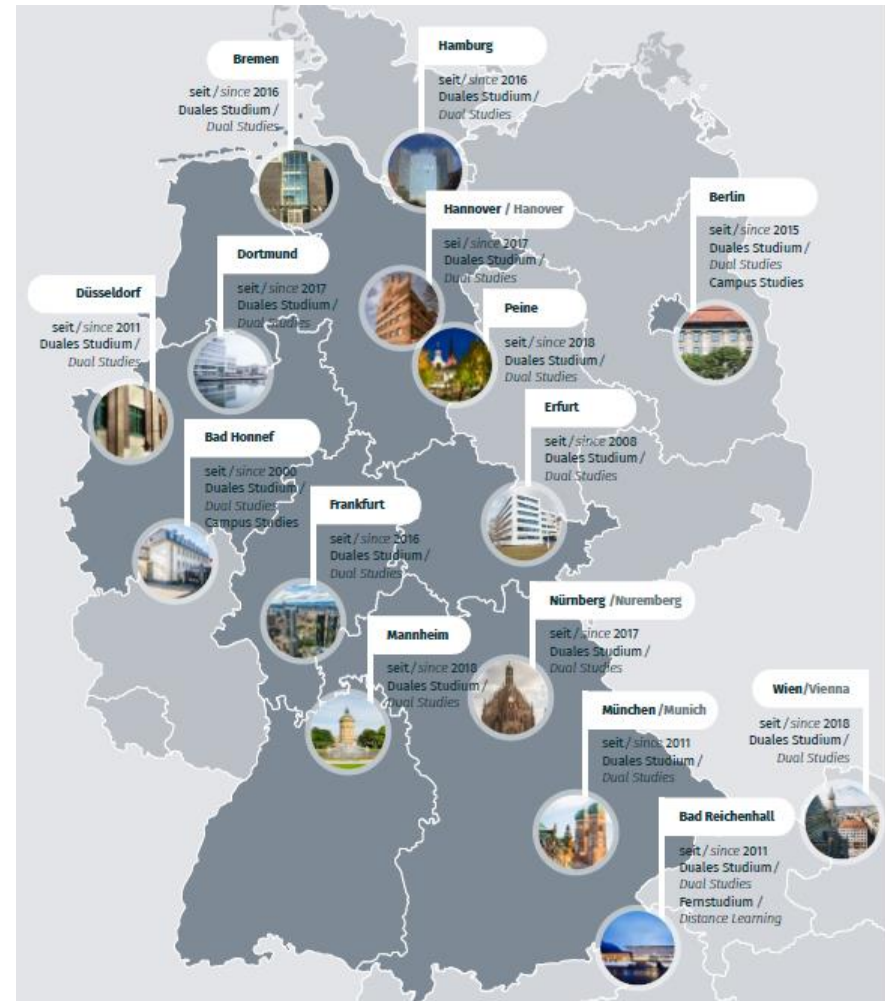 Bremen
seit / since 2016
Duales Studium /
Dual Studies
Hamburg
seit / since 2016
Duales Studium /
Dual Studies
Hannover / Hanover
sei / since 2017
Duales Studium /
Dual Studies
Berlin
seit / since 2015
Duales Studium /
Dual Studies
Campus Studies
Dortmund
seit / since 2017
Duales Studium /
Dual Studies
Düsseldorf
seit / since 2011
Duales Studium /
Dual Studies
Peine
seit / since 2018
Duales Studium /
Dual Studies
Erfurt
seit / since 2008
Duales Studium /
Dual Studies
Bad Honnef
seit / since 2000
Duales Studium /
Dual Studies
Campus Studies
Frankfurt
seit / since 2016
Duales Studium /
Dual Studies
Nürnberg /Nuremberg
seit / since 2017
Duales Studium /
Dual Studies
Mannheim
seit / since 2018
Duales Studium /
Dual Studies
Wien/Vienna
seit / since 2018
Duales Studium /
Dual Studies
München /Munich
seit / since 2011
Duales Studium /
Dual Studies
Bad Reichenhall
seit / since 2011
Duales Studium /
Dual Studies
Fernstudium /
Distance Learning